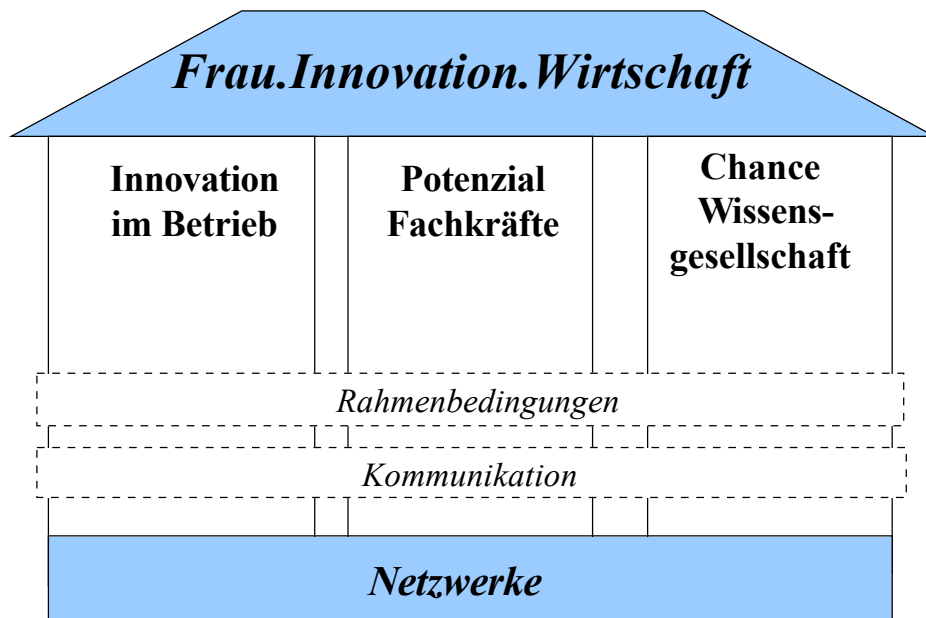 Frau.Innovation.Wirtschaft
Innovation
im Betrieb
Potenzial
Fachkräfte
Chance
Wissens-
gesellschaft
Rahmenbedingungen
Kommunikation
Netzwerke